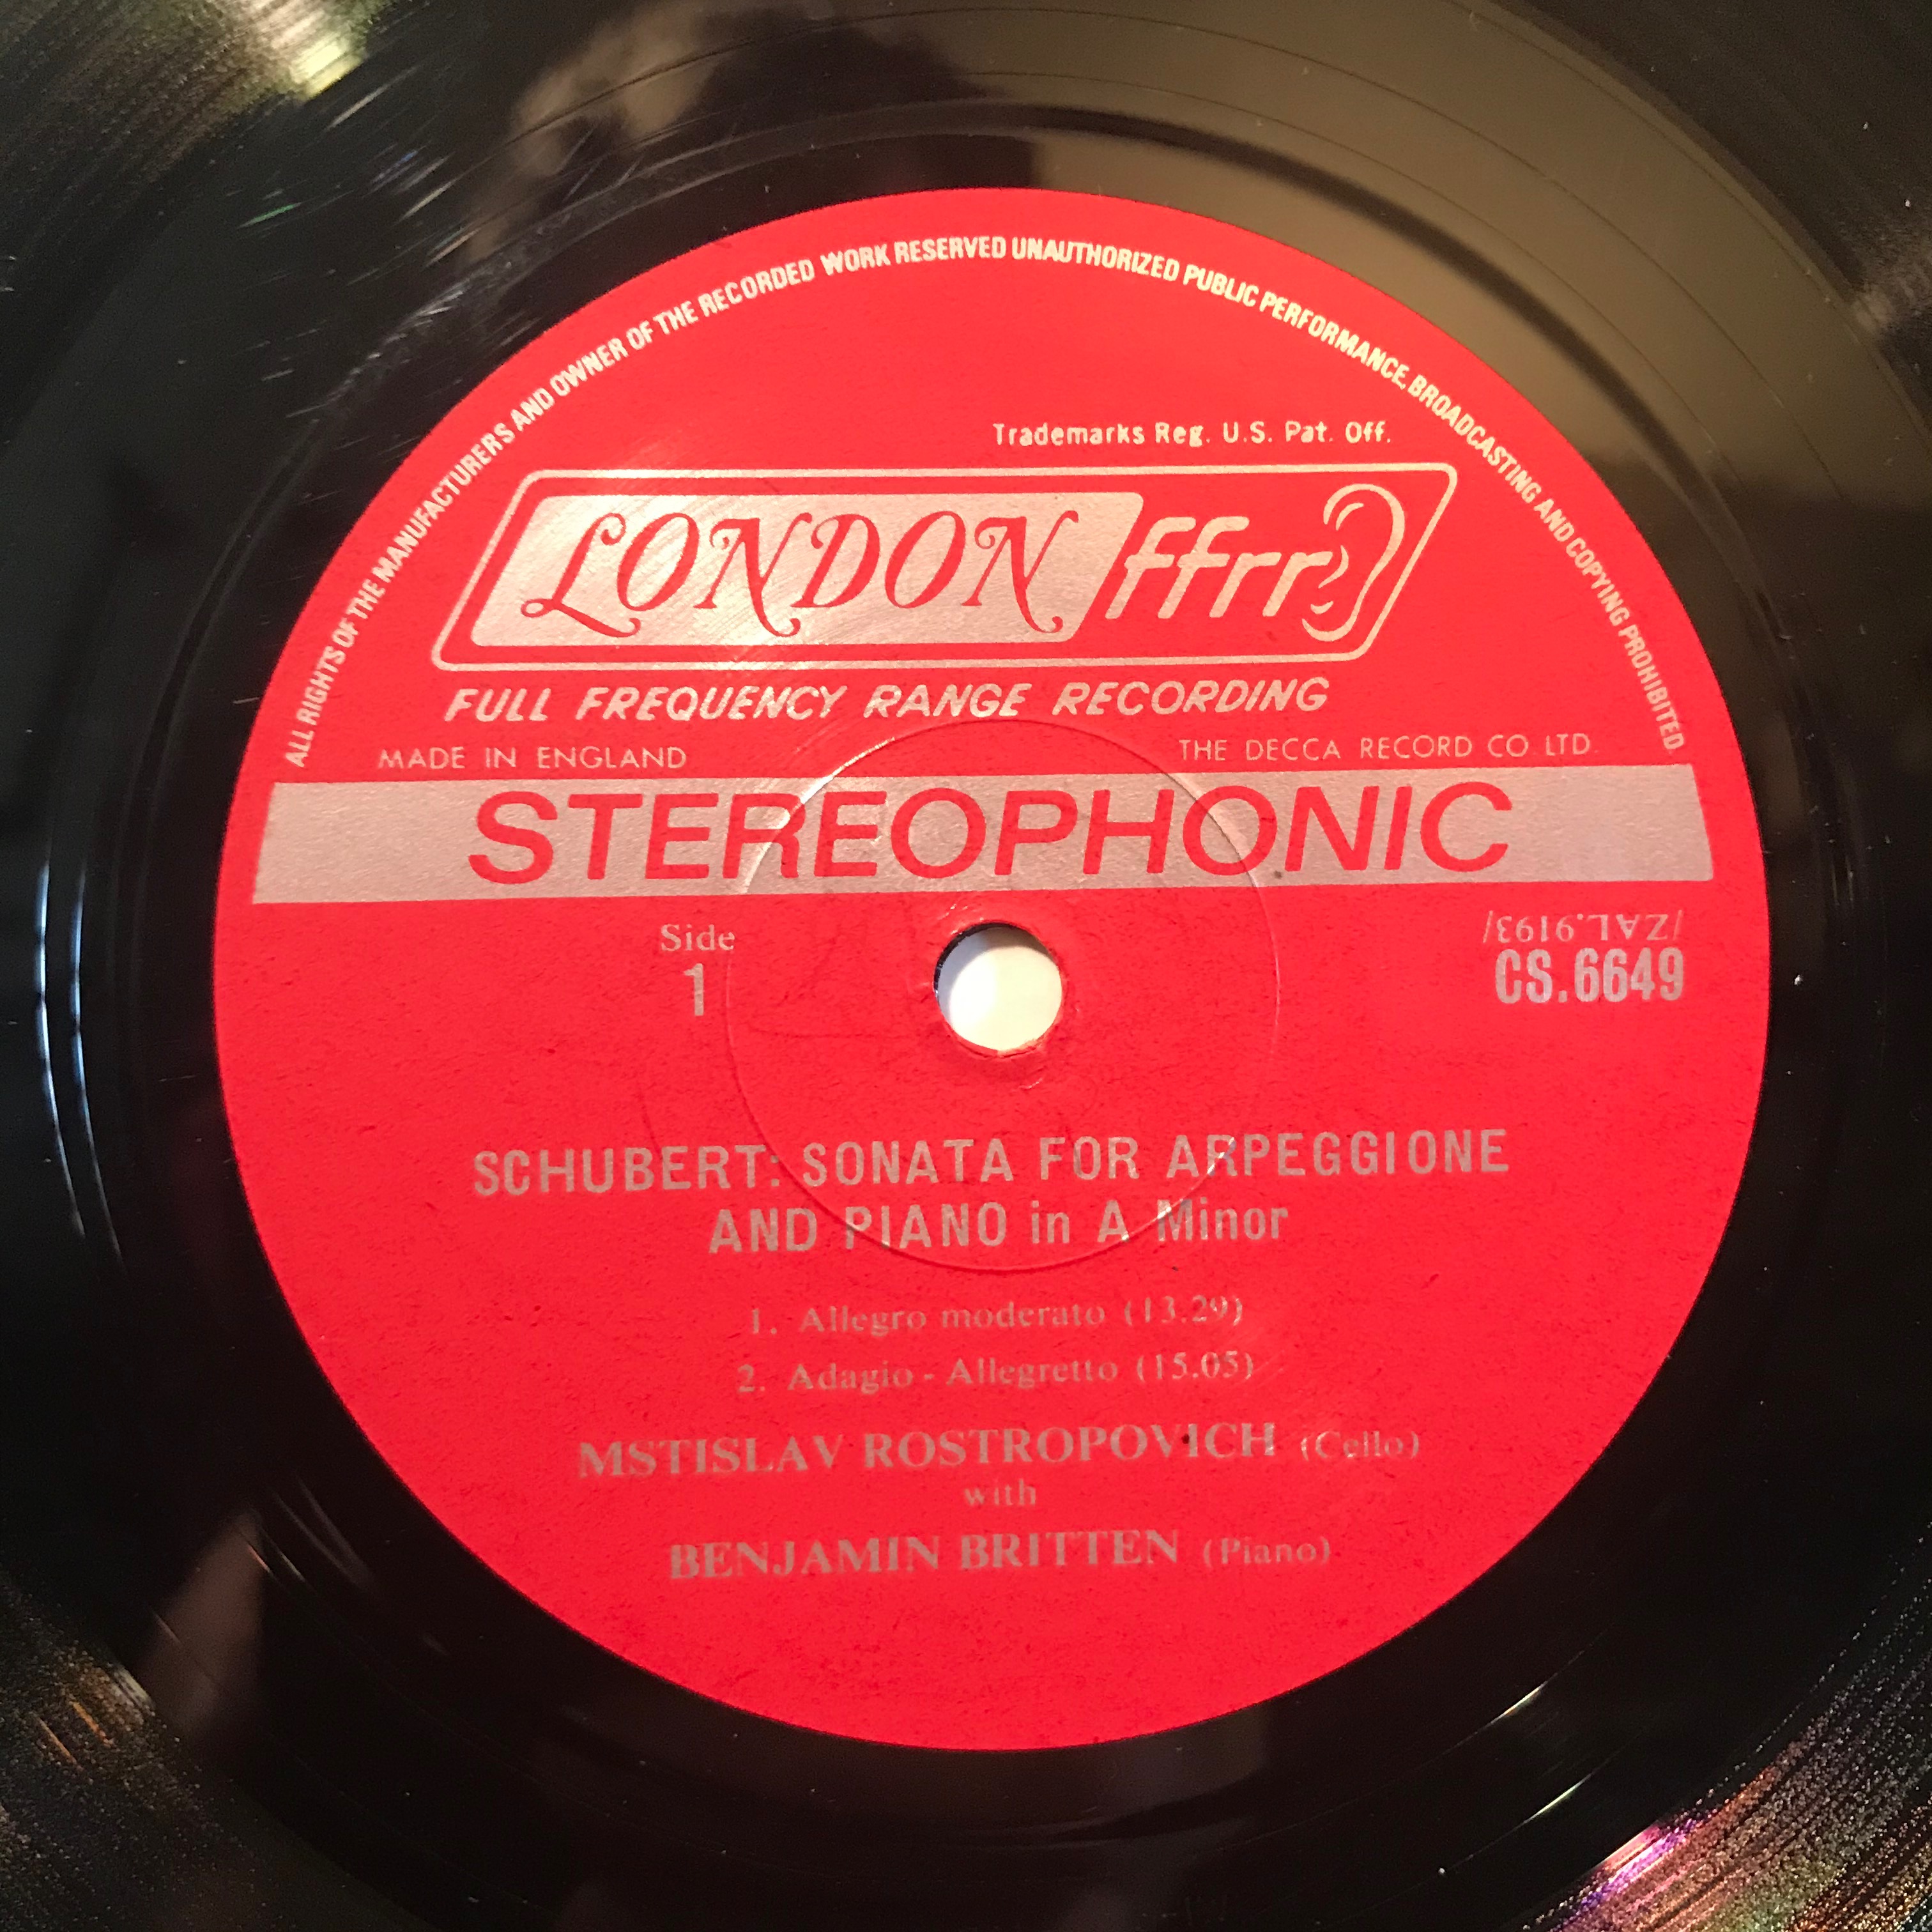 ALL RIGHTS OF THE MANUFACTURERS AND OWNER OF THE RECORDED WORK RESERVED UNAUTHORIZED PUBLIC PERFORMANCE, BROADCASTING AND COPYING PROHIBITED
Trademarks Reg. U.S. Pat. Off.
LONDON ffrr
FULL FREQUENCY RANGE RECORDING
MADE IN ENGLAND THE DECCA RECORD CO LTD.
STEREOPHONIC
Side /ZAL.9193/
1 CS.6649
SCHUBERT: SONATA FOR ARPEGGIONE
AND PIANO in A Minor
1. Allegro moderato (13.29)
2. Adagio - Allegretto (15.05)
MSTISLAV ROSTROPOVICH (Cello)
with
BENJAMIN BRITTEN (Piano)